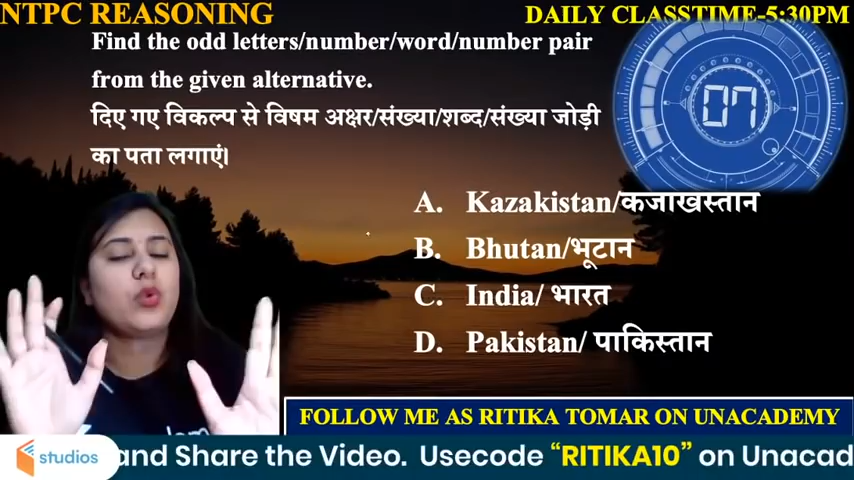 NTPC REASONING
DAILY CLASSTIME-5:30PM
Find the odd letters/number/word/number pair
from the given alternative.
दिए गए विकल्प से विषम अक्षर/संख्या/शब्द/संख्या जोड़ी
का पता लगाएं।
07
A. Kazakistan/कजाखस्तान
B. Bhutan/भूटान
C. India/ भारत
D. Pakistan/ पाकिस्तान
FOLLOW ME AS RITIKA TOMAR ON UNACADEMY
studios
and Share the Video. Usecode “RITIKA10” on Unacad